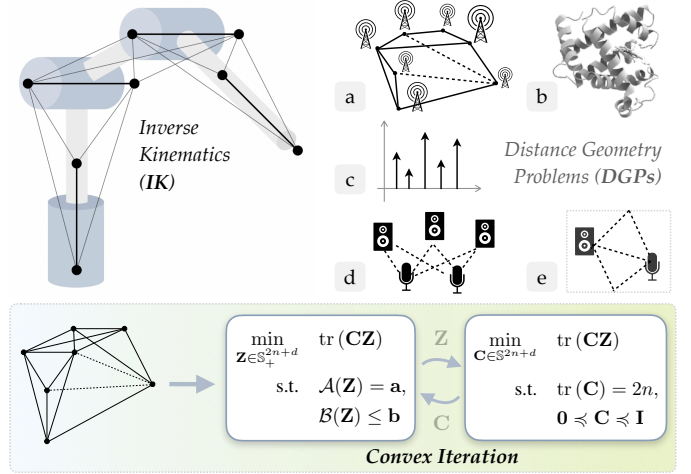 Inverse
Kinematics
(IK)
a
b
c
Distance Geometry
Problems (DGPs)
d
e
min tr (CZ)
Z∈𝕊₊²ⁿ⁺ᵈ
s.t. 𝒜(Z) = a,
ℬ(Z) ≤ b
Z
C
min tr (CZ)
C∈𝕊²ⁿ⁺ᵈ
s.t. tr (C) = 2n,
0 ≼ C ≼ I
Convex Iteration